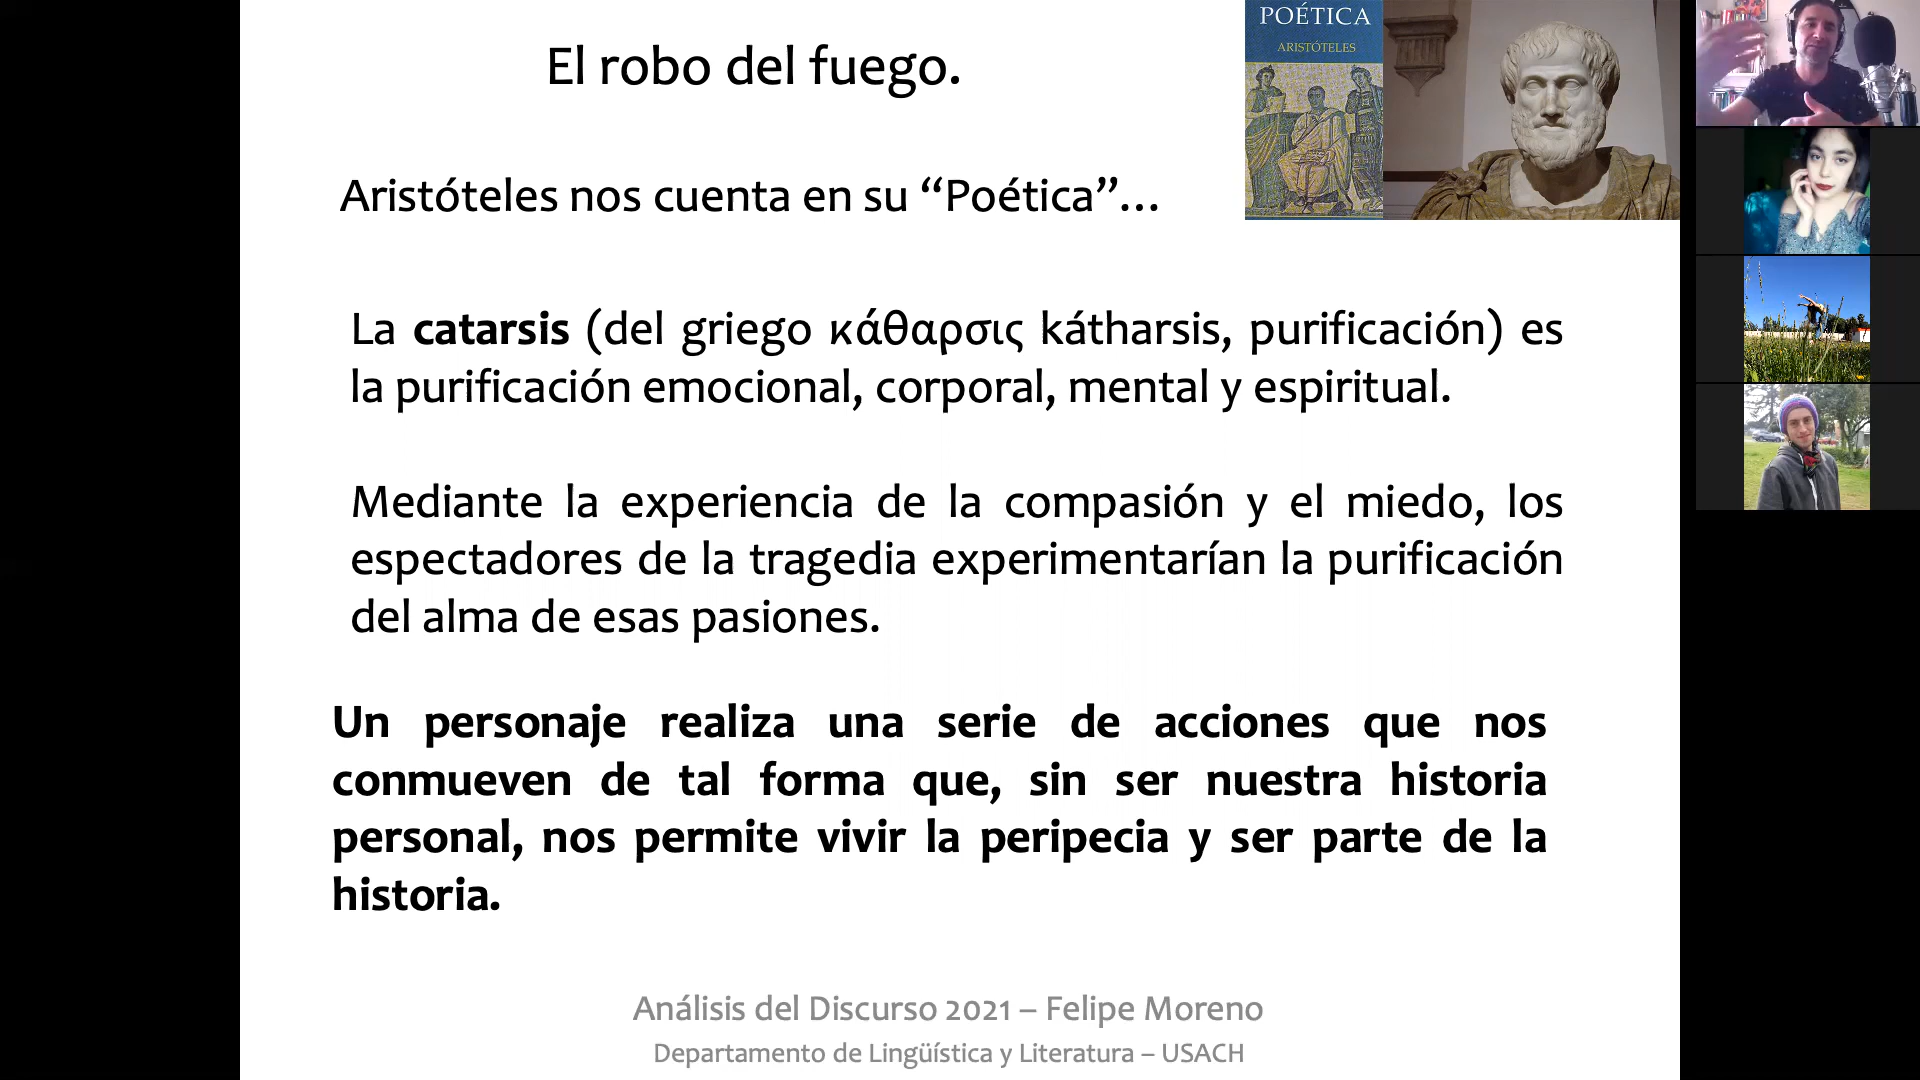 El robo del fuego.
POÉTICA
ARISTÓTELES
Aristóteles nos cuenta en su “Poética”...
La catarsis (del griego κάθαρσις kátharsis, purificación) es
la purificación emocional, corporal, mental y espiritual.
Mediante la experiencia de la compasión y el miedo, los
espectadores de la tragedia experimentarían la purificación
del alma de esas pasiones.
Un personaje realiza una serie de acciones que nos
conmueven de tal forma que, sin ser nuestra historia
personal, nos permite vivir la peripecia y ser parte de la
historia.
Análisis del Discurso 2021 – Felipe Moreno
Departamento de Lingüística y Literatura – USACH